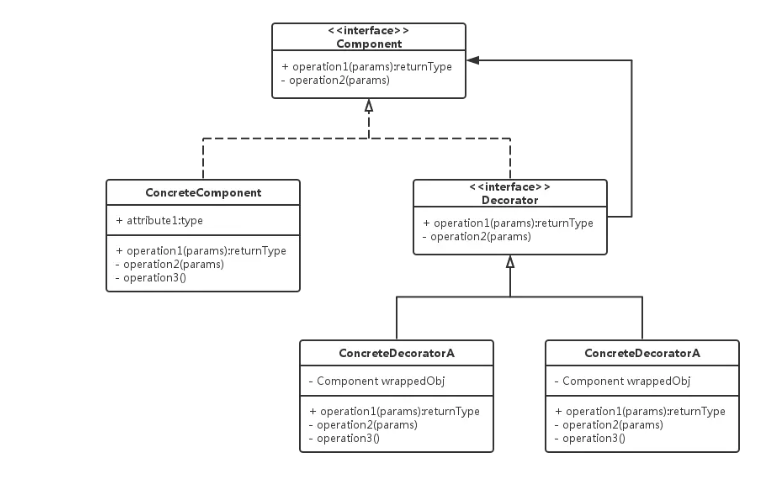 <<interface>>
Component
+ operation1(params):returnType
- operation2(params)
ConcreteComponent
+ attribute1:type
+ operation1(params):returnType
- operation2(params)
- operation3()
<<interface>>
Decorator
+ operation1(params):returnType
- operation2(params)
ConcreteDecoratorA
- Component wrappedObj
+ operation1(params):returnType
- operation2(params)
- operation3()
ConcreteDecoratorA
- Component wrappedObj
+ operation1(params):returnType
- operation2(params)
- operation3()